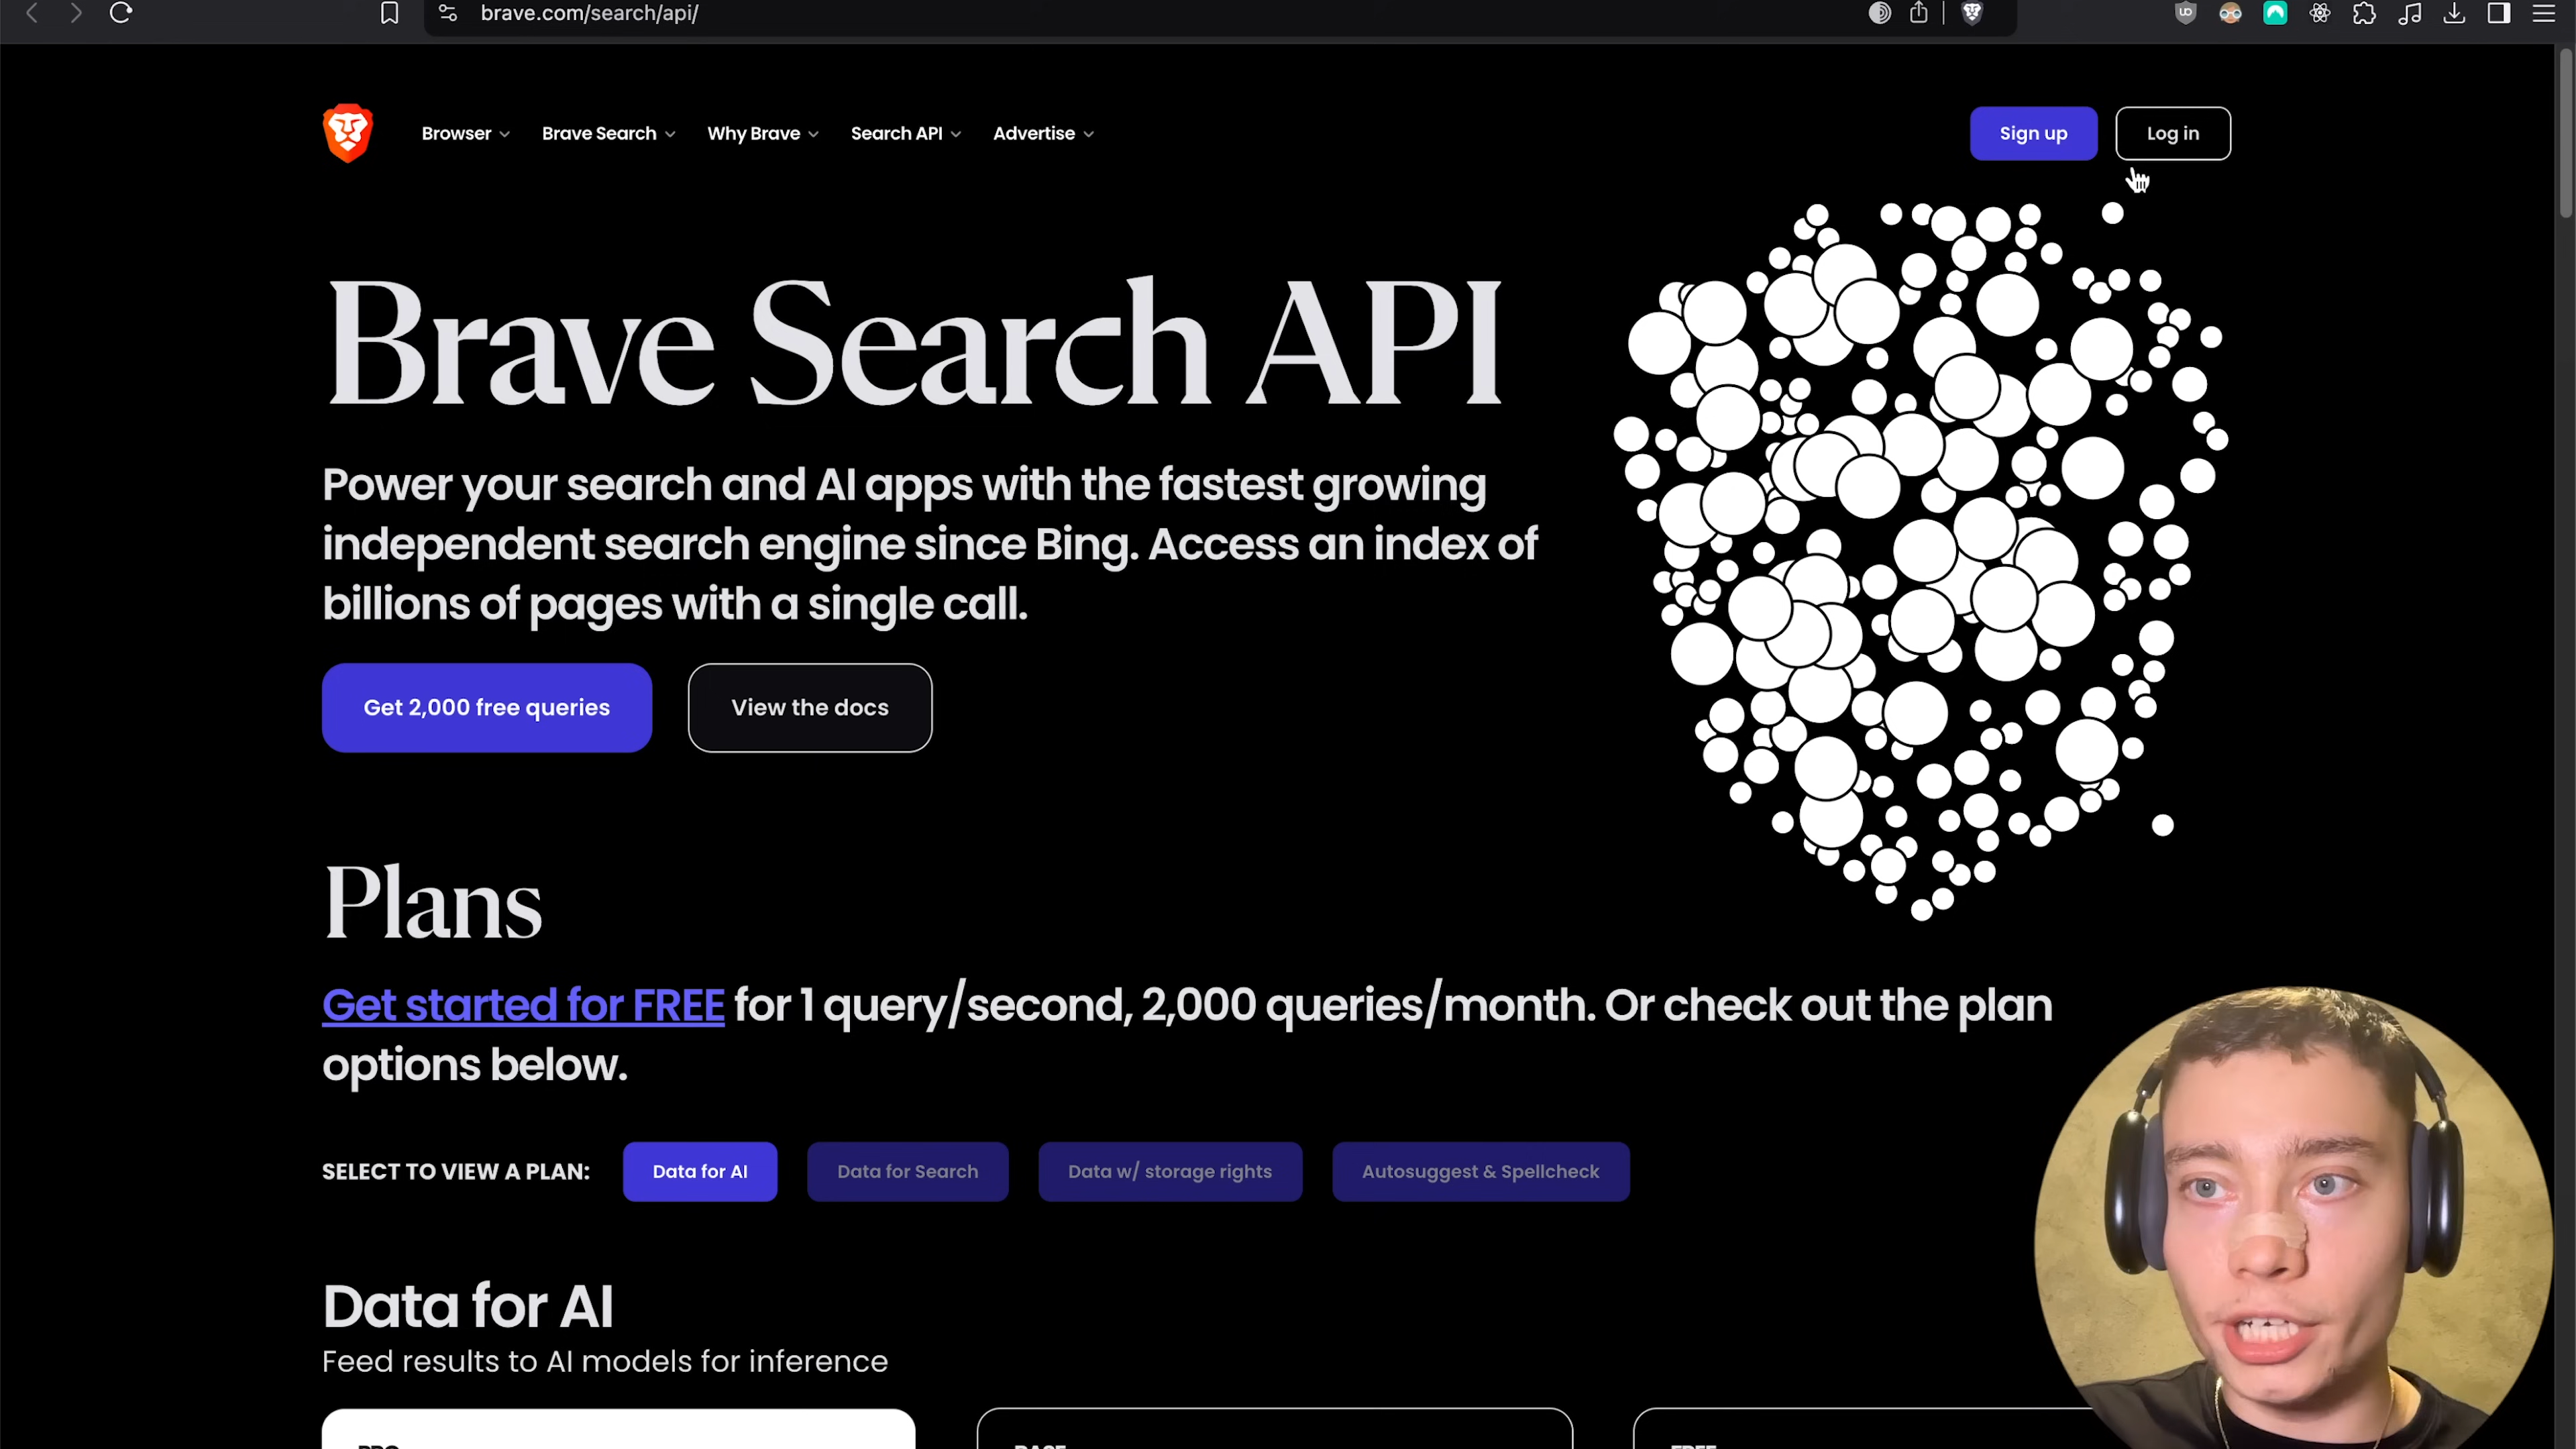 brave.com/search/api/
Browser Brave Search Why Brave Search API Advertise Sign up Log in
Brave Search API
Power your search and AI apps with the fastest growing
independent search engine since Bing. Access an index of
billions of pages with a single call.
Get 2,000 free queries View the docs
Plans
Get started for FREE for 1 query/second, 2,000 queries/month. Or check out the plan
options below.
SELECT TO VIEW A PLAN: Data for AI Data for Search Data w/ storage rights Autosuggest & Spellcheck
Data for AI
Feed results to AI models for inference